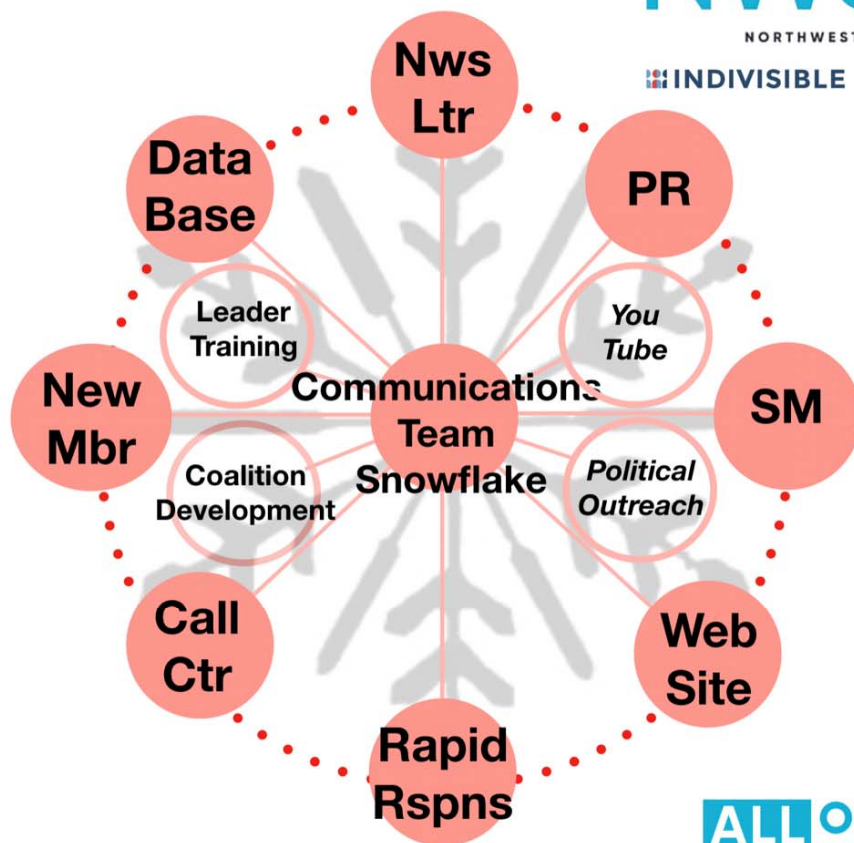 NORTHWEST
INDIVISIBLE
Nws
Ltr
Data
Base
PR
Leader
Training
You
Tube
New
Mbr
Communications
Team
Snowflake
SM
Coalition
Development
Political
Outreach
Call
Ctr
Web
Site
Rapid
Rspns
ALL